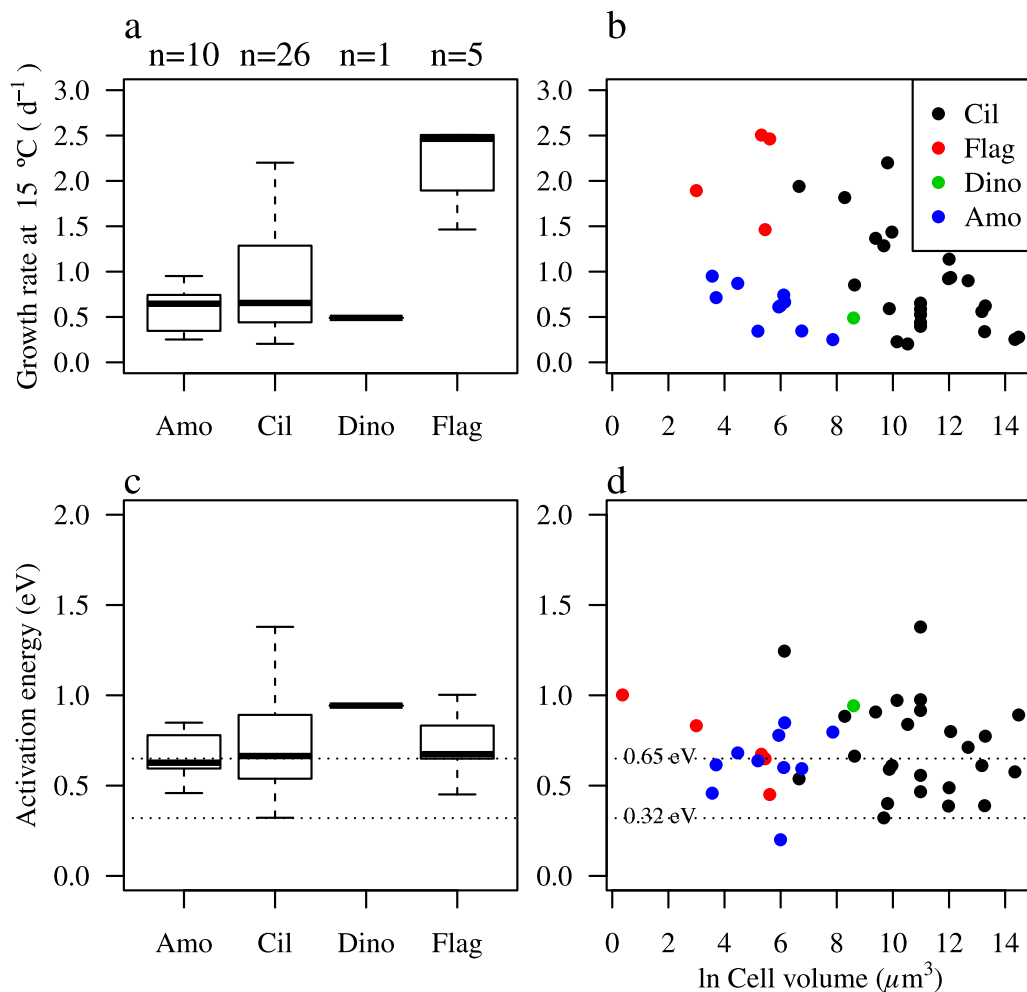 a
n=10 n=26 n=1 n=5
Growth rate at 15 ºC ( d⁻¹ )
3.0
2.5
2.0
1.5
1.0
0.5
0.0
Amo Cil Dino Flag
b
3.0
2.5
2.0
1.5
1.0
0.5
0.0
Cil
Flag
Dino
Amo
0 2 4 6 8 10 12 14
c
Activation energy (eV)
2.0
1.5
1.0
0.5
0.0
Amo Cil Dino Flag
d
2.0
1.5
1.0
0.5
0.0
0.65 eV
0.32 eV
0 2 4 6 8 10 12 14
ln Cell volume (µm³)